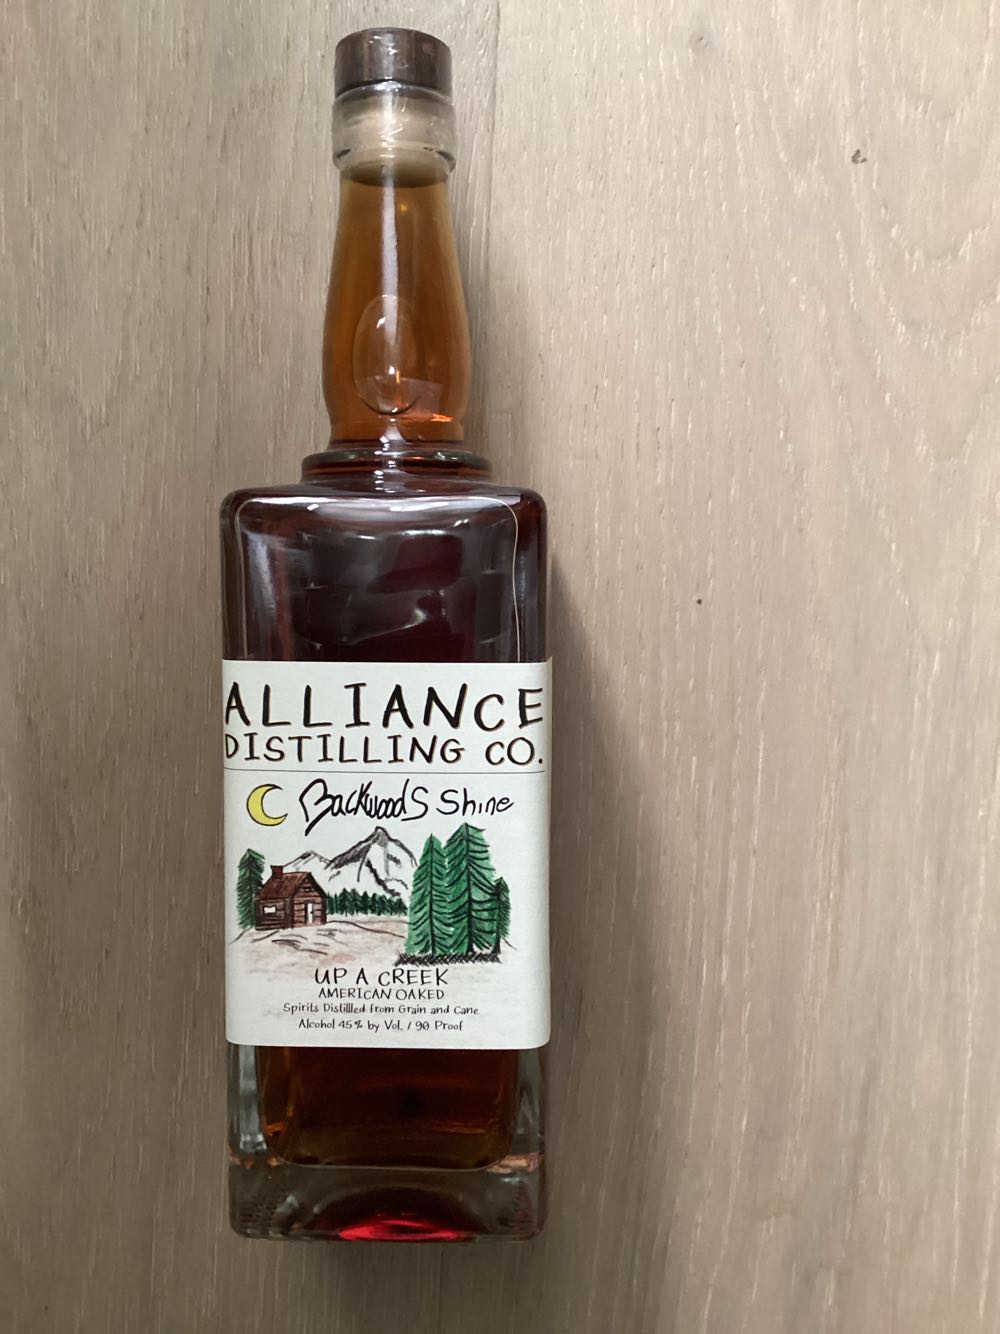 ALLIANCE
DISTILLING CO.
Backwoods Shine
UP A CREEK
AMERICAN OAKED
Spirits Distillled from Grain and Cane
Alcohol 45% by Vol. / 90 Proof